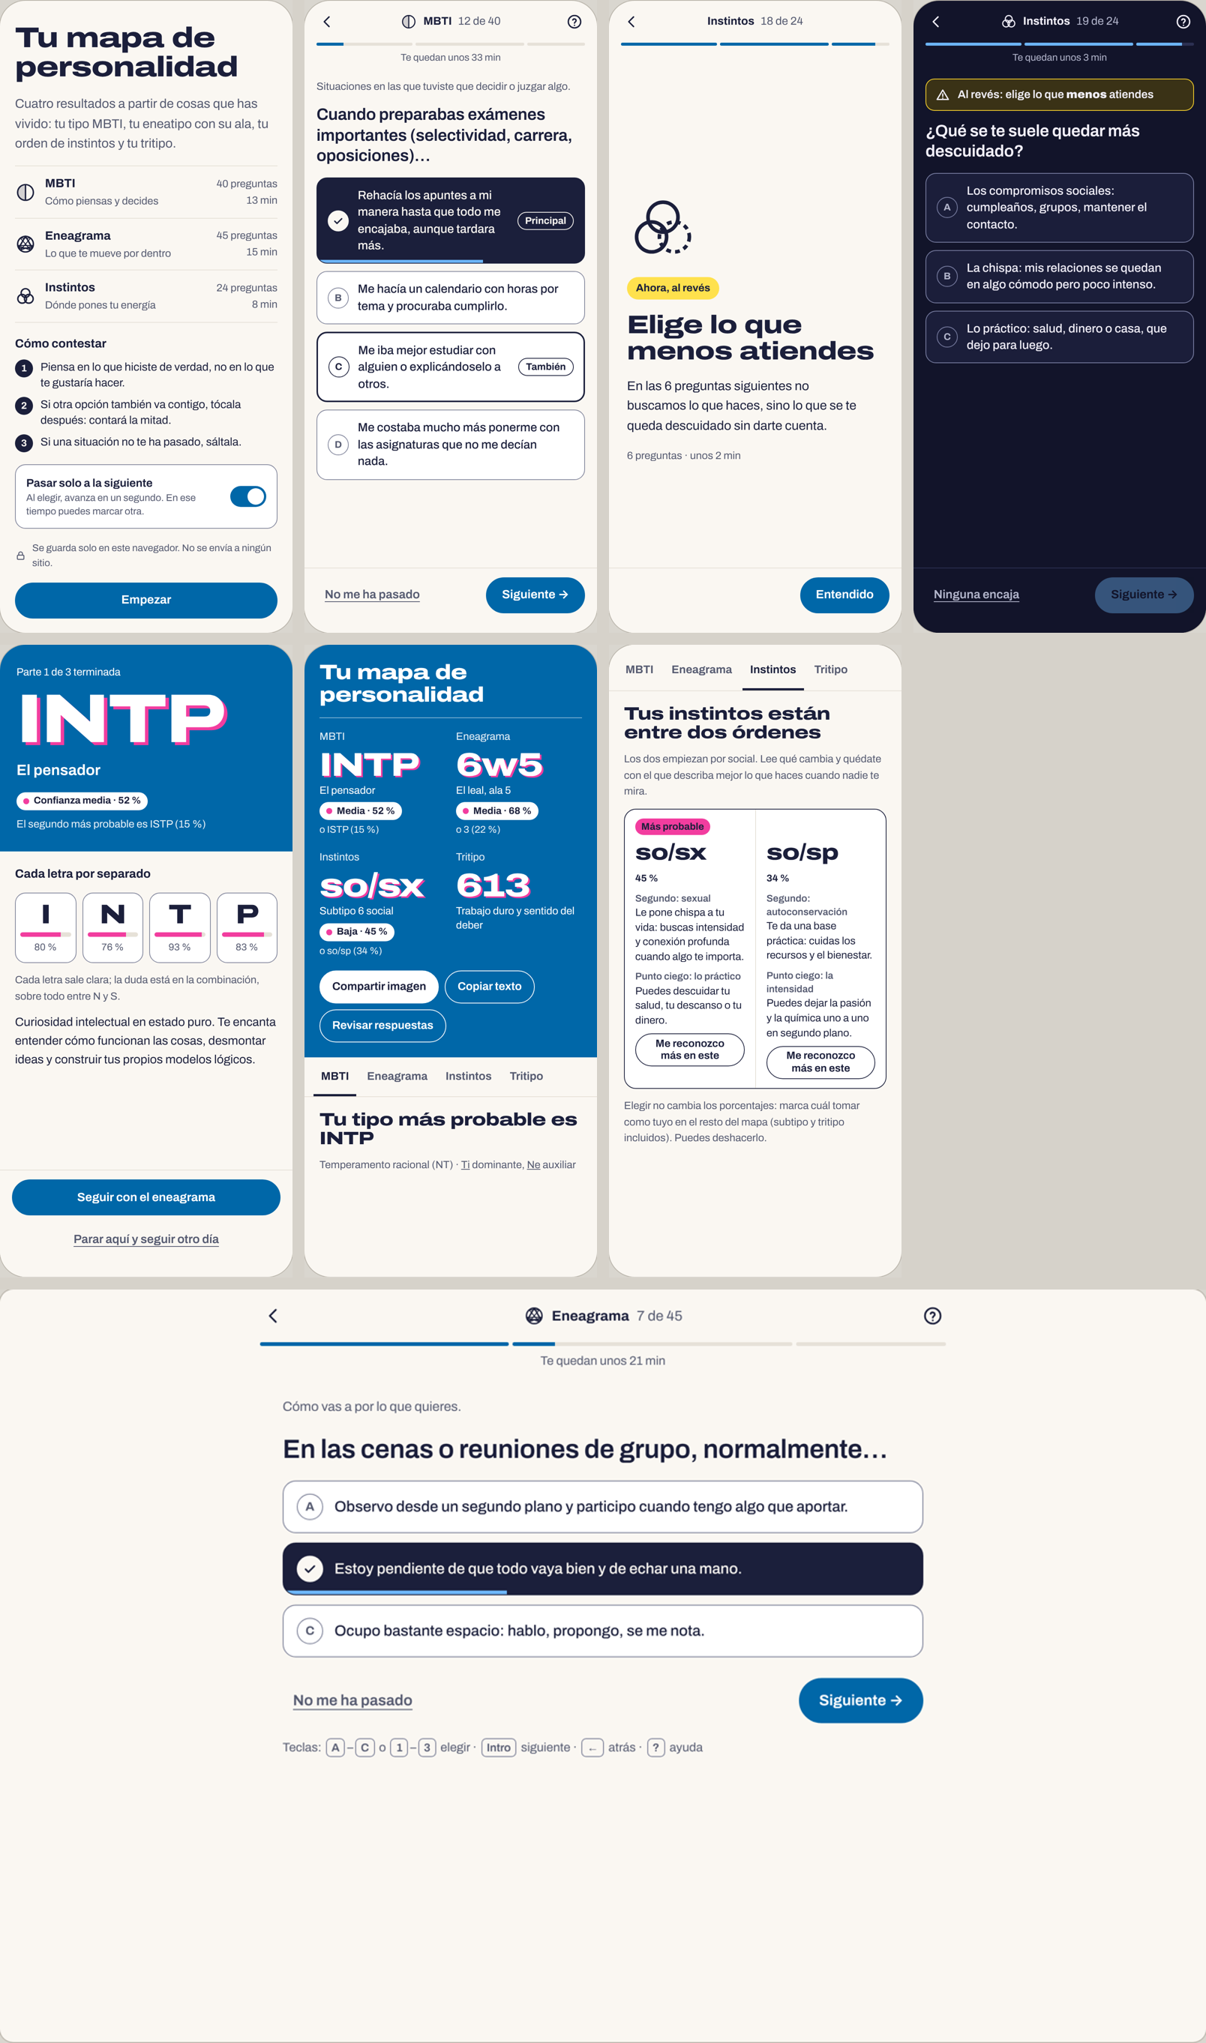 Tu mapa de
personalidad
Cuatro resultados a partir de cosas que has
vivido: tu tipo MBTI, tu eneatipo con su ala, tu
orden de instintos y tu tritipo.
MBTI
40 preguntas
Cómo piensas y decides
13 min
Eneagrama
45 preguntas
Lo que te mueve por dentro
15 min
Instintos
24 preguntas
Dónde pones tu energía
8 min
Cómo contestar
1 Piensa en lo que hiciste de verdad, no en lo que
te gustaría hacer.
2 Si otra opción también va contigo, tócala
después: contará la mitad.
3 Si una situación no te ha pasado, sáltala.
Pasar solo a la siguiente
Al elegir, avanza en un segundo. En ese
tiempo puedes marcar otra.
Se guarda solo en este navegador. No se envía a ningún
sitio.
Empezar
MBTI 12 de 40
Te quedan unos 33 min
Situaciones en las que tuviste que decidir o juzgar algo.
Cuando preparabas exámenes
importantes (selectividad, carrera,
oposiciones)...
Rehacía los apuntes a mi
manera hasta que todo me
encajaba, aunque tardara
más.
Principal
B Me hacía un calendario con horas por
tema y procuraba cumplirlo.
C Me iba mejor estudiar con
alguien o explicándoselo a
otros.
También
D Me costaba mucho más ponerme con
las asignaturas que no me decían
nada.
No me ha pasado
Siguiente →
Instintos 18 de 24
Ahora, al revés
Elige lo que
menos atiendes
En las 6 preguntas siguientes no
buscamos lo que haces, sino lo que se te
queda descuidado sin darte cuenta.
6 preguntas · unos 2 min
Entendido
Instintos 19 de 24
Te quedan unos 3 min
Al revés: elige lo que menos atiendes
¿Qué se te suele quedar más
descuidado?
A Los compromisos sociales:
cumpleaños, grupos, mantener el
contacto.
B La chispa: mis relaciones se quedan
en algo cómodo pero poco intenso.
C Lo práctico: salud, dinero o casa, que
dejo para luego.
Ninguna encaja
Siguiente →
Parte 1 de 3 terminada
INTP
El pensador
Confianza media · 52 %
El segundo más probable es ISTP (15 %)
Cada letra por separado
I N T P
80 % 76 % 93 % 83 %
Cada letra sale clara; la duda está en la combinación,
sobre todo entre N y S.
Curiosidad intelectual en estado puro. Te encanta
entender cómo funcionan las cosas, desmontar
ideas y construir tus propios modelos lógicos.
Seguir con el eneagrama
Parar aquí y seguir otro día
Tu mapa de
personalidad
MBTI
INTP
El pensador
Media · 52 %
o ISTP (15 %)
Eneagrama
6w5
El leal, ala 5
Media · 68 %
o 3 (22 %)
Instintos
so/sx
Subtipo 6 social
Baja · 45 %
o so/sp (34 %)
Tritipo
613
Trabajo duro y sentido del
deber
Compartir imagen
Copiar texto
Revisar respuestas
MBTI Eneagrama Instintos Tritipo
Tu tipo más probable es
INTP
Temperamento racional (NT) · Ti dominante, Ne auxiliar
MBTI Eneagrama Instintos Tritipo
Tus instintos están
entre dos órdenes
Los dos empiezan por social. Lee qué cambia y quédate
con el que describa mejor lo que haces cuando nadie te
mira.
Más probable
so/sx
45 %
Segundo: sexual
Le pone chispa a tu
vida: buscas intensidad
y conexión profunda
cuando algo te importa.
Punto ciego: lo práctico
Puedes descuidar tu
salud, tu descanso o tu
dinero.
Me reconozco
más en este
so/sp
34 %
Segundo:
autoconservación
Te da una base
práctica: cuidas los
recursos y el bienestar.
Punto ciego: la
intensidad
Puedes dejar la pasión
y la química uno a uno
en segundo plano.
Me reconozco
más en este
Elegir no cambia los porcentajes: marca cuál tomar
como tuyo en el resto del mapa (subtipo y tritipo
incluidos). Puedes deshacerlo.
Eneagrama 7 de 45
Te quedan unos 21 min
Cómo vas a por lo que quieres.
En las cenas o reuniones de grupo, normalmente...
A Observo desde un segundo plano y participo cuando tengo algo que aportar.
Estoy pendiente de que todo vaya bien y de echar una mano.
C Ocupo bastante espacio: hablo, propongo, se me nota.
No me ha pasado
Siguiente →
Teclas: A – C o 1 – 3 elegir · Intro siguiente · ← atrás · ? ayuda